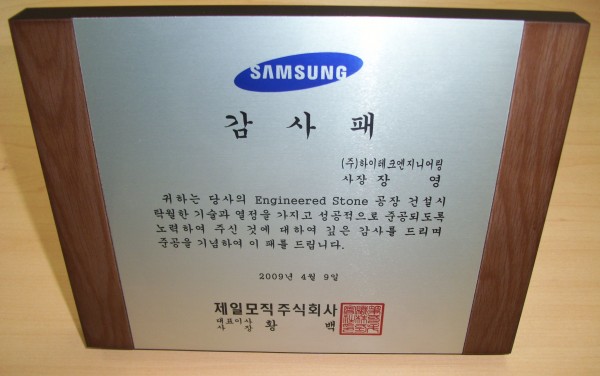 SAMSUNG
감 사 패
(주)하이테크엔지니어링
사장 장 영
귀하는 당사의 Engineered Stone 공장 건설시
탁월한 기술과 열정을 가지고 성공적으로 준공되도록
노력하여 주신 것에 대하여 깊은 감사를 드리며
준공을 기념하여 이 패를 드립니다.
2009년 4월 9일
제일모직주식회사
대표이사
사 장 황 백